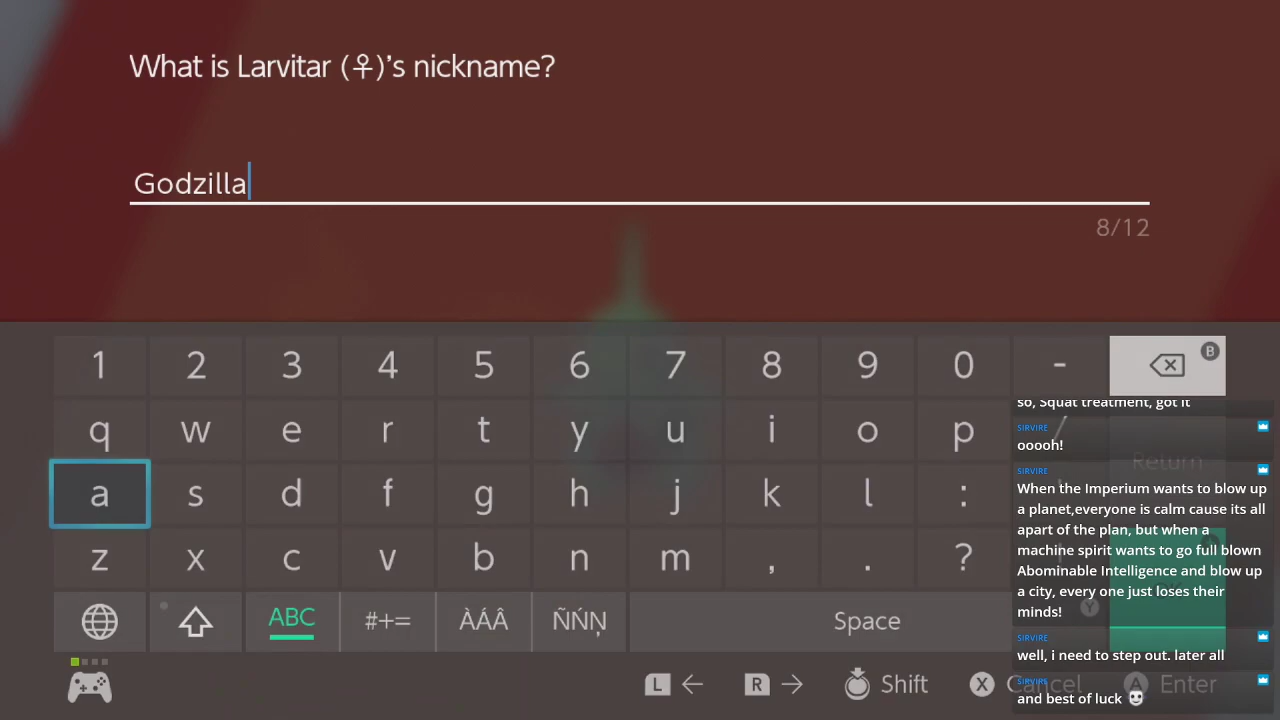 What is Larvitar (♀)'s nickname?
Godzilla
8/12
1 2 3 4 5 6 7 8 9 0 -
B
q w e r t y u i o p /
Return
a s d f g h j k l :
z x c v b n m , . ? !
Y
ABC #+= ÀÁÂ ÑŃŅ Space
L ← R → Shift X Cancel A Enter
so, Squat treatment, got it
SIRVIRE
ooooh!
SIRVIRE
When the Imperium wants to blow up
a planet,everyone is calm cause its all
apart of the plan, but when a
machine spirit wants to go full blown
Abominable Intelligence and blow up
a city, every one just loses their
minds!
SIRVIRE
well, i need to step out. later all
SIRVIRE
and best of luck